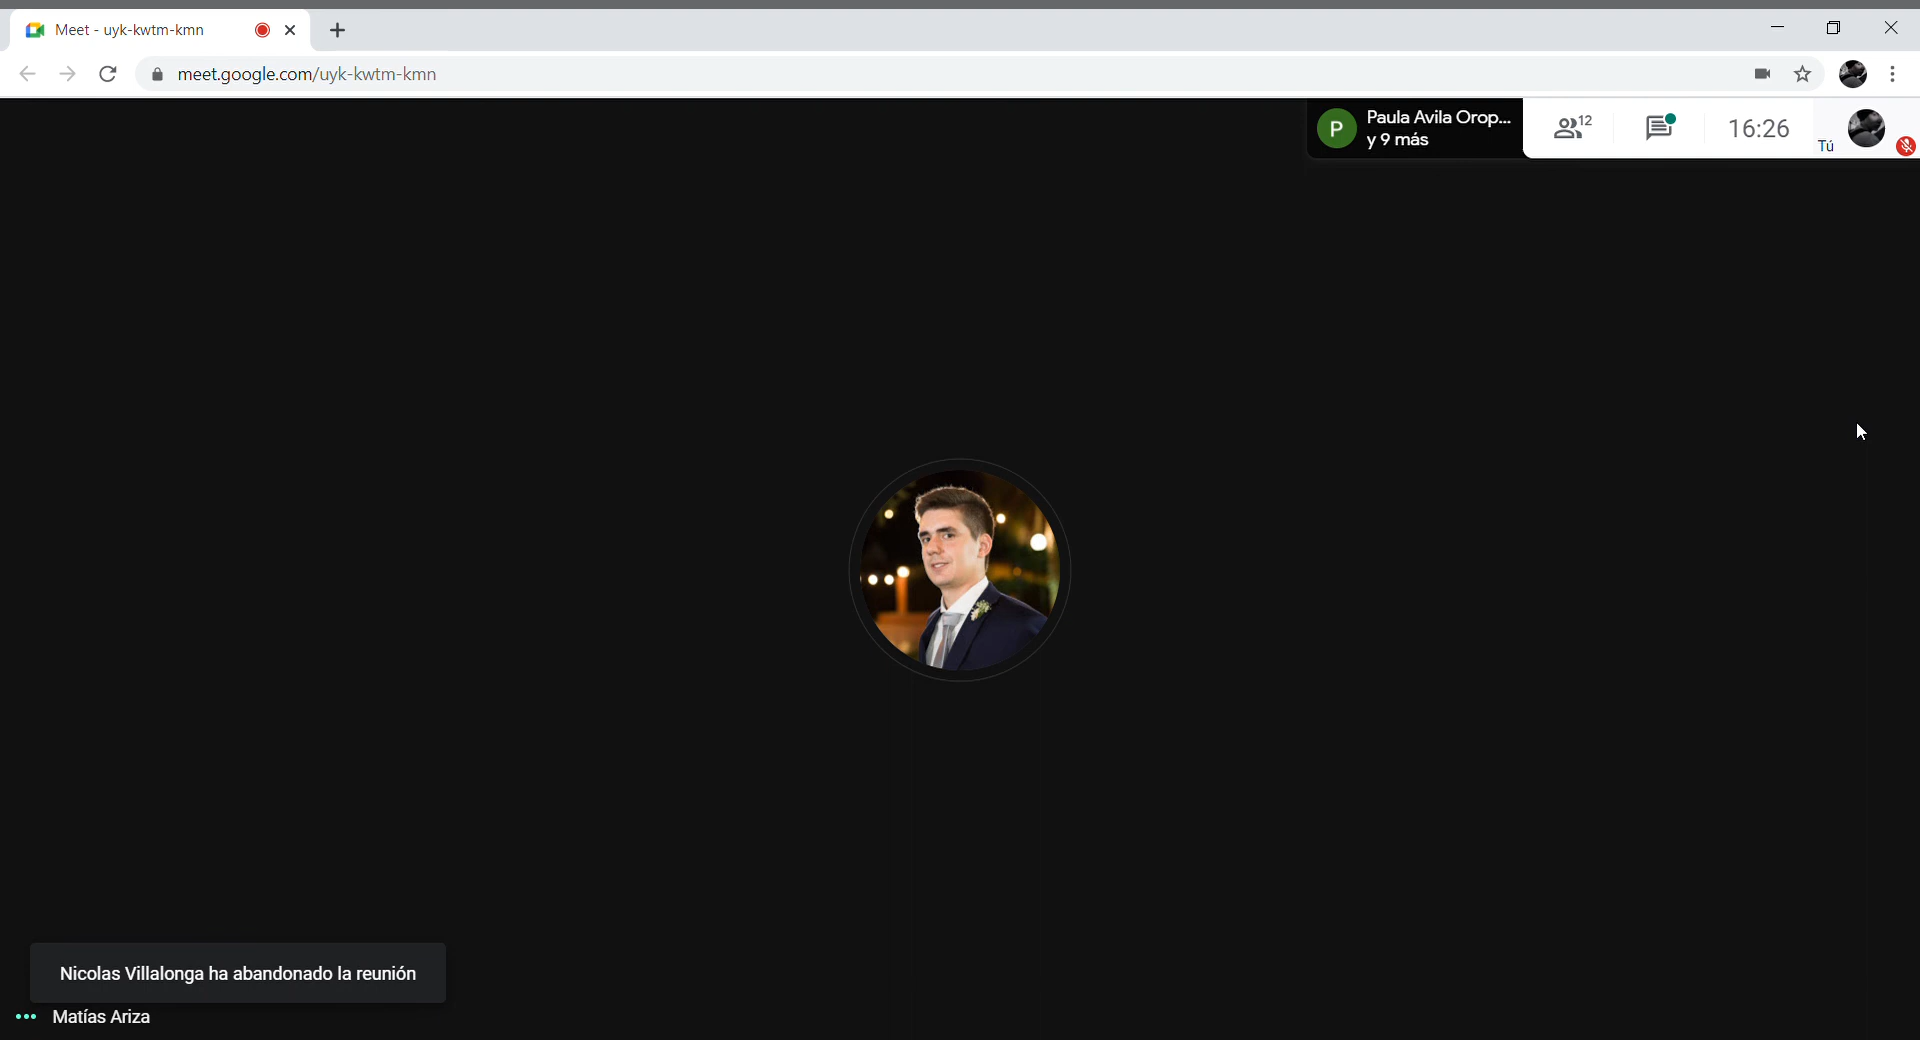 Meet - uyk-kwtm-kmn
meet.google.com/uyk-kwtm-kmn
P
Paula Avila Orop...
y 9 más
12
16:26
Tú
Nicolas Villalonga ha abandonado la reunión
Matías Ariza